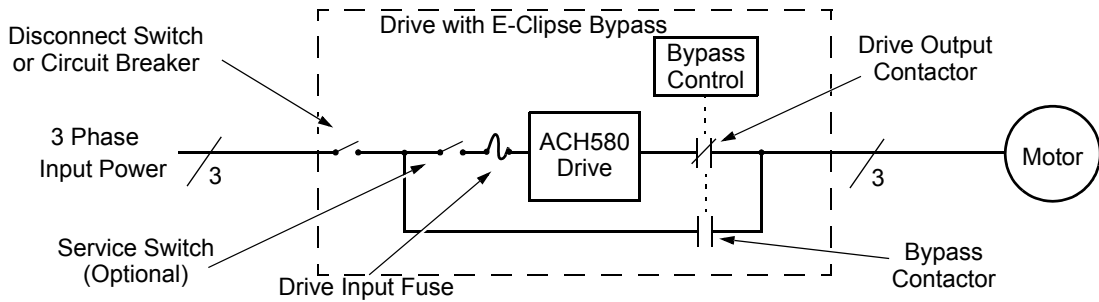 Drive with E-Clipse Bypass
Disconnect Switch
or Circuit Breaker
Bypass
Control
Drive Output
Contactor
3 Phase
Input Power
3
ACH580
Drive
3
Motor
Service Switch
(Optional)
Drive Input Fuse
Bypass
Contactor